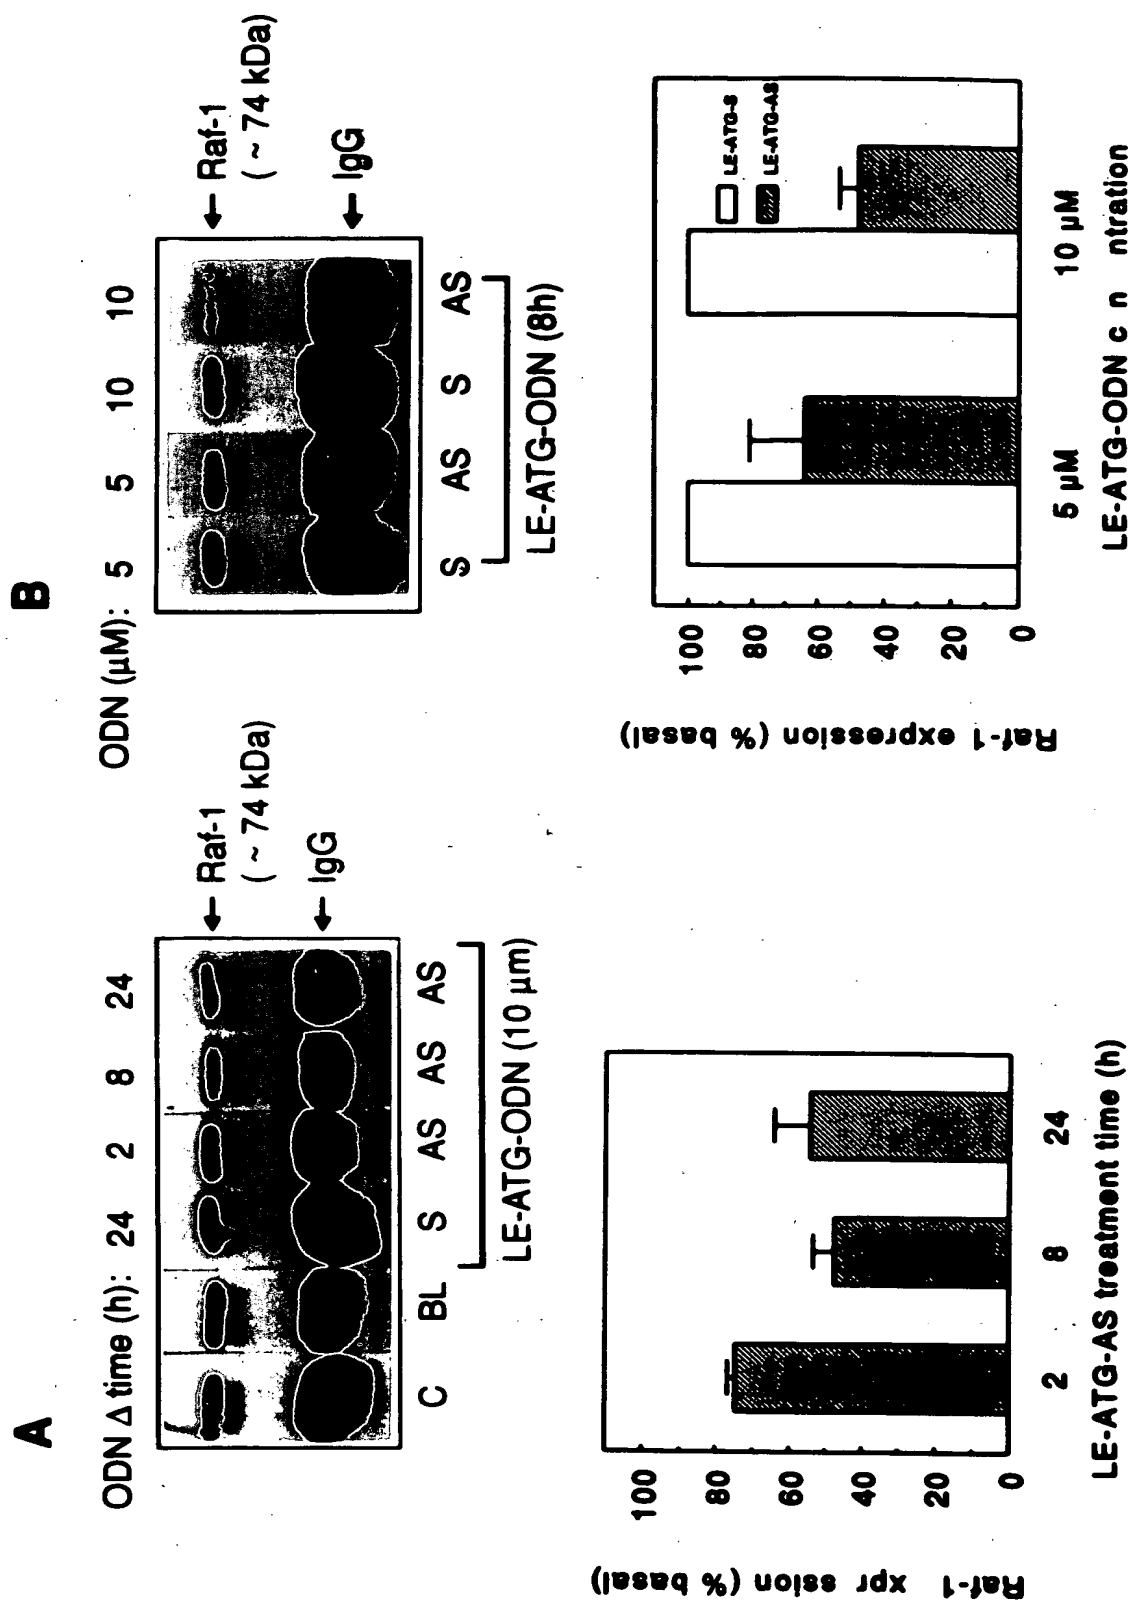 A
ODN Δ time (h): 24 2 8 24
Raf-1
(~ 74 kDa)
IgG
C BL S AS AS AS
LE-ATG-ODN (10 µm)
Raf-1 xpr ssion (% basal)
100
80
60
40
20
0
2 8 24
LE-ATG-AS treatment time (h)
B
ODN (µM): 5 5 10 10
Raf-1
(~ 74 kDa)
IgG
S AS S AS
LE-ATG-ODN (8h)
Raf-1 expression (% basal)
100
80
60
40
20
0
LE-ATG-S
LE-ATG-AS
5 µM 10 µM
LE-ATG-ODN c n ntration